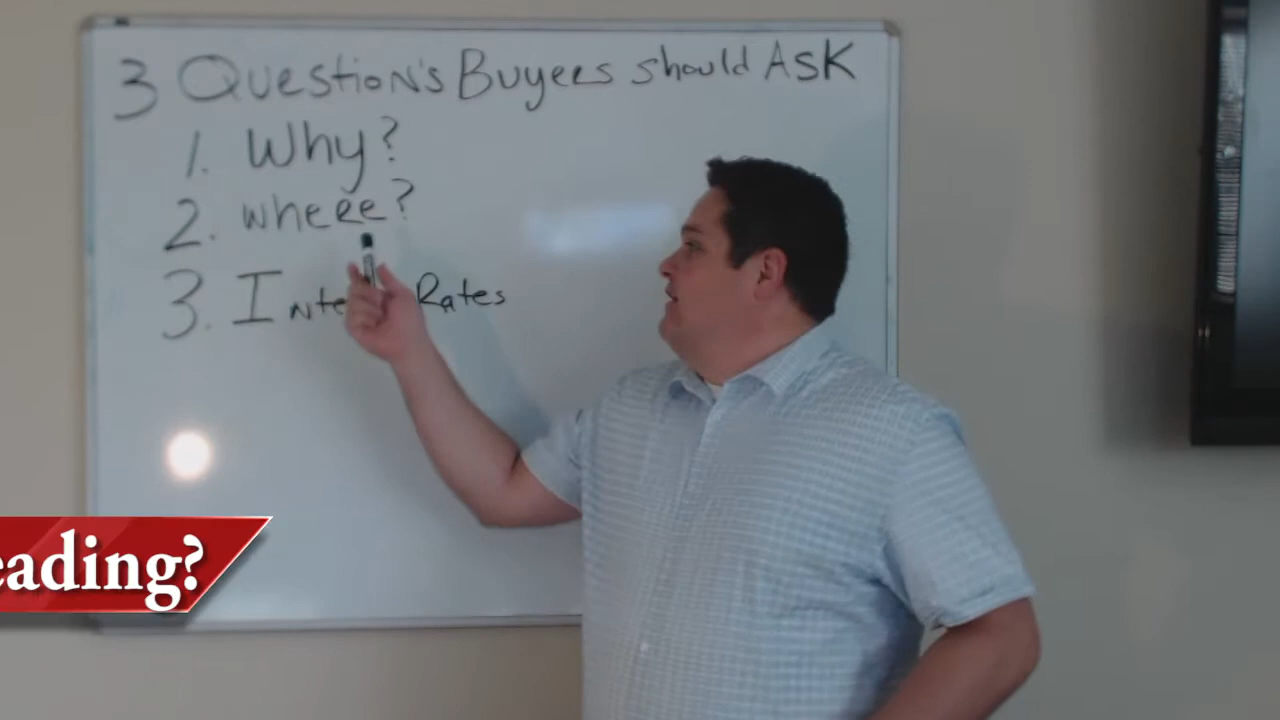 3 Question's Buyers should ASK
1. Why?
2. where?
3. Rates